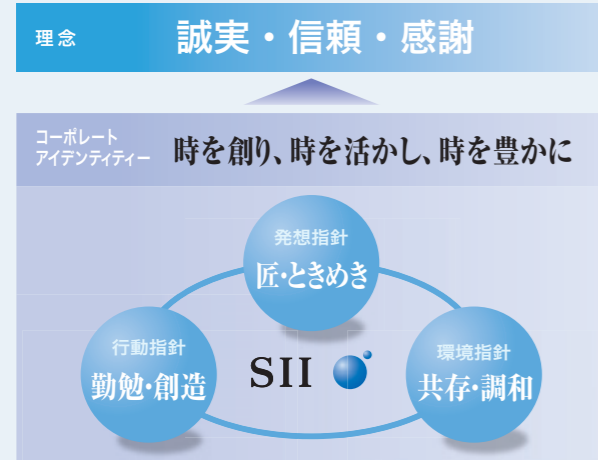 理念
誠実・信頼・感謝
コーポレート
アイデンティティー
時を創り、時を活かし、時を豊かに
発想指針
匠・ときめき
行動指針
勤勉・創造
SII
環境指針
共存・調和